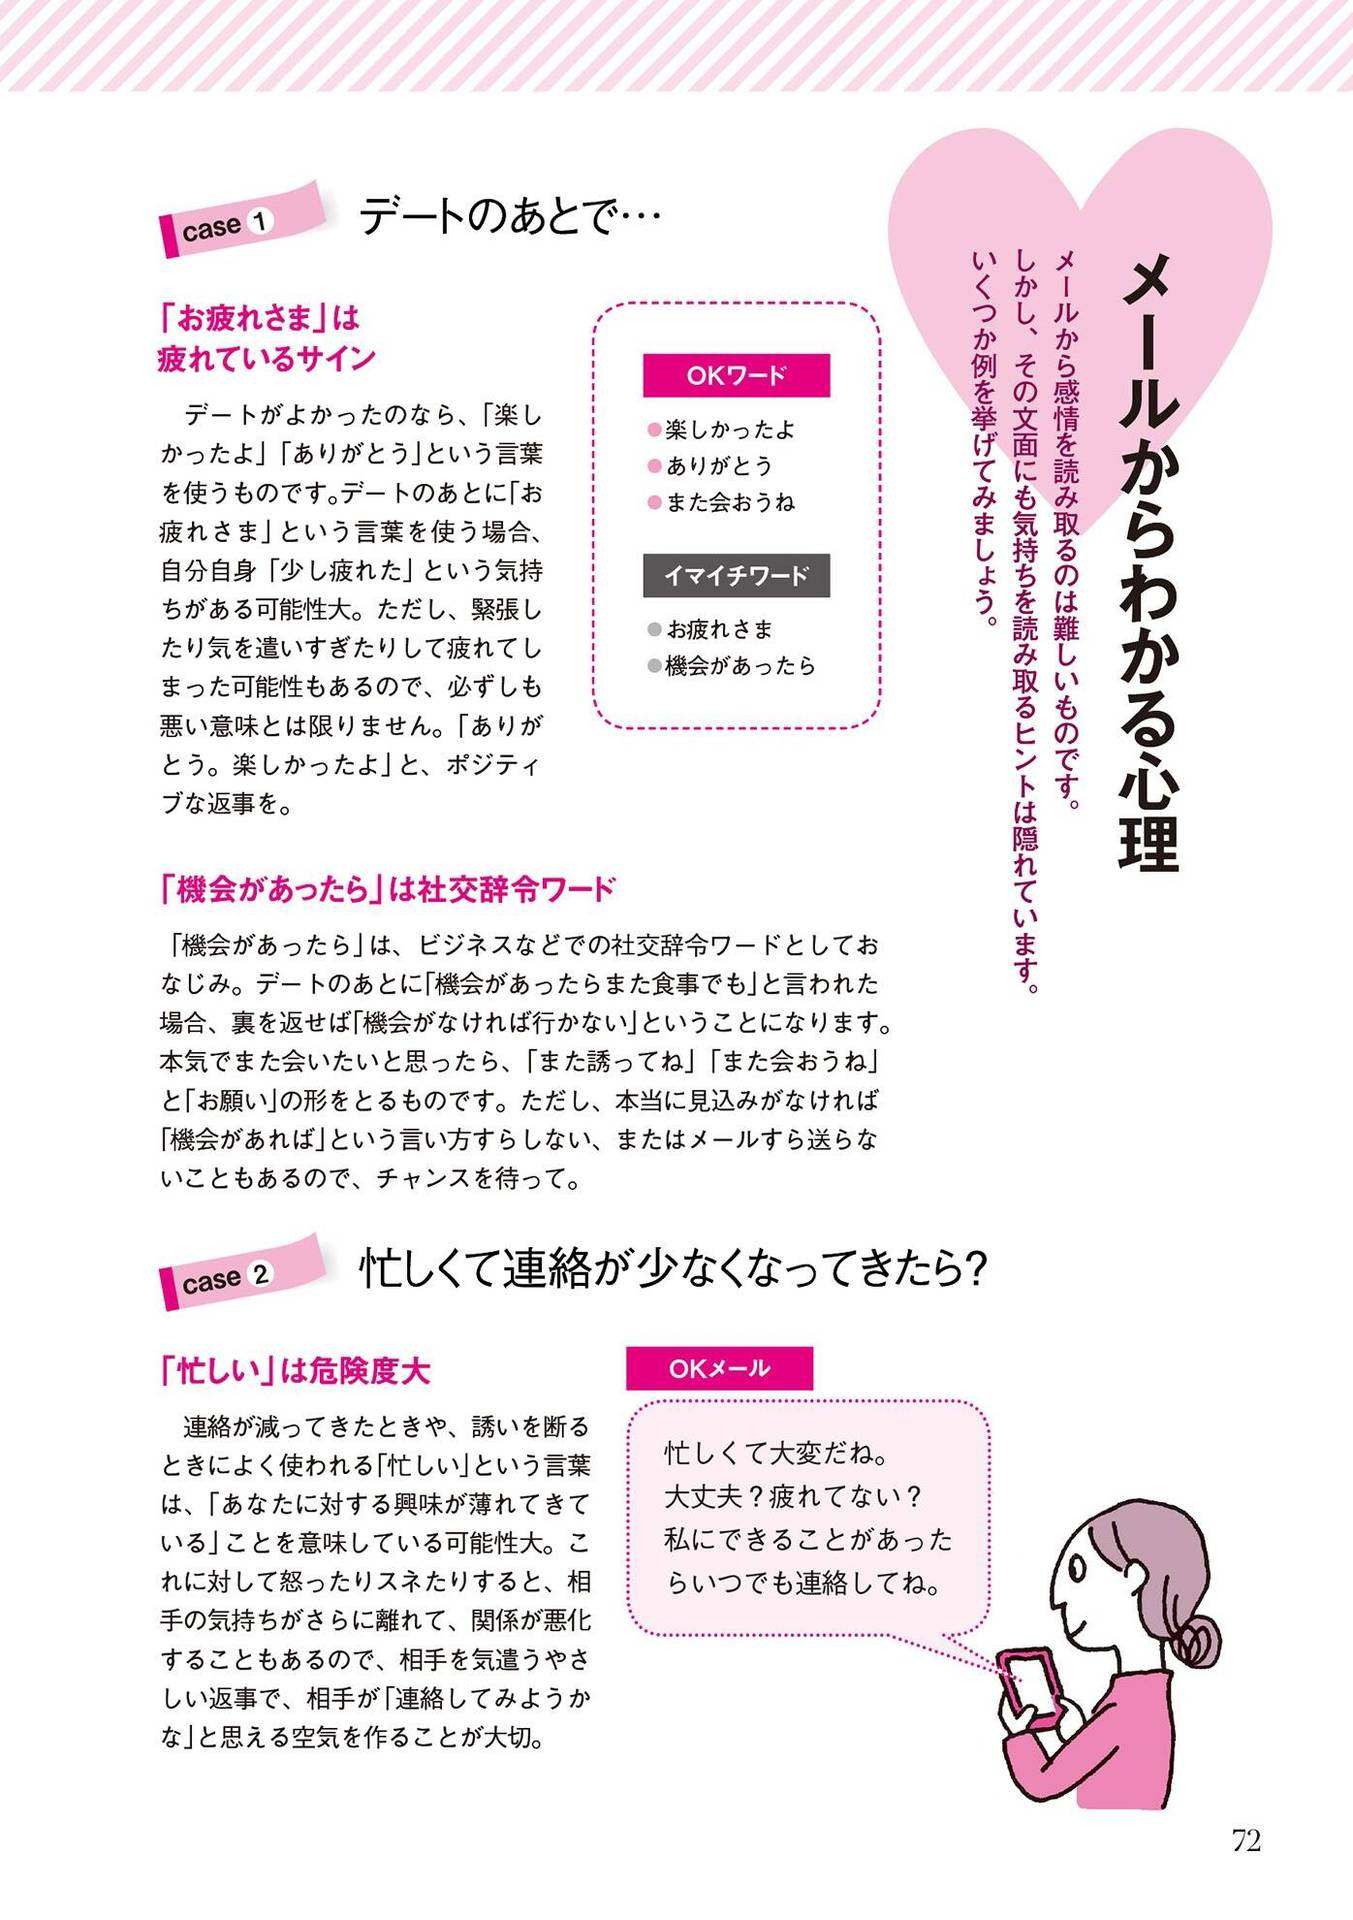 メールからわかる心理
メールから感情を読み取るのは難しいものです。
しかし、その文面にも気持ちを読み取るヒントは隠れています。
いくつか例を挙げてみましょう。
case 1
デートのあとで…
「お疲れさま」は
疲れているサイン
デートがよかったのなら、「楽し
かったよ」「ありがとう」という言葉
を使うものです。デートのあとに「お
疲れさま」という言葉を使う場合、
自分自身「少し疲れた」という気持
ちがある可能性大。ただし、緊張し
たり気を遣いすぎたりして疲れてし
まった可能性もあるので、必ずしも
悪い意味とは限りません。「ありが
とう。楽しかったよ」と、ポジティ
ブな返事を。
OKワード
●楽しかったよ
●ありがとう
●また会おうね
イマイチワード
●お疲れさま
●機会があったら
「機会があったら」は社交辞令ワード
「機会があったら」は、ビジネスなどでの社交辞令ワードとしてお
なじみ。デートのあとに「機会があったらまた食事でも」と言われた
場合、裏を返せば「機会がなければ行かない」ということになります。
本気でまた会いたいと思ったら、「また誘ってね」「また会おうね」
と「お願い」の形をとるものです。ただし、本当に見込みがなければ
「機会があれば」という言い方すらしない、またはメールすら送らな
いこともあるので、チャンスを待って。
case 2
忙しくて連絡が少なくなってきたら？
「忙しい」は危険度大
連絡が減ってきたときや、誘いを断る
ときによく使われる「忙しい」という言葉
は、「あなたに対する興味が薄れてきて
いる」ことを意味している可能性大。こ
れに対して怒ったりスネたりすると、相
手の気持ちがさらに離れて、関係が悪化
することもあるので、相手を気遣うやさ
しい返事で、相手が「連絡してみようか
な」と思える空気を作ることが大切。
OKメール
忙しくて大変だね。
大丈夫？疲れてない？
私にできることがあった
らいつでも連絡してね。
72